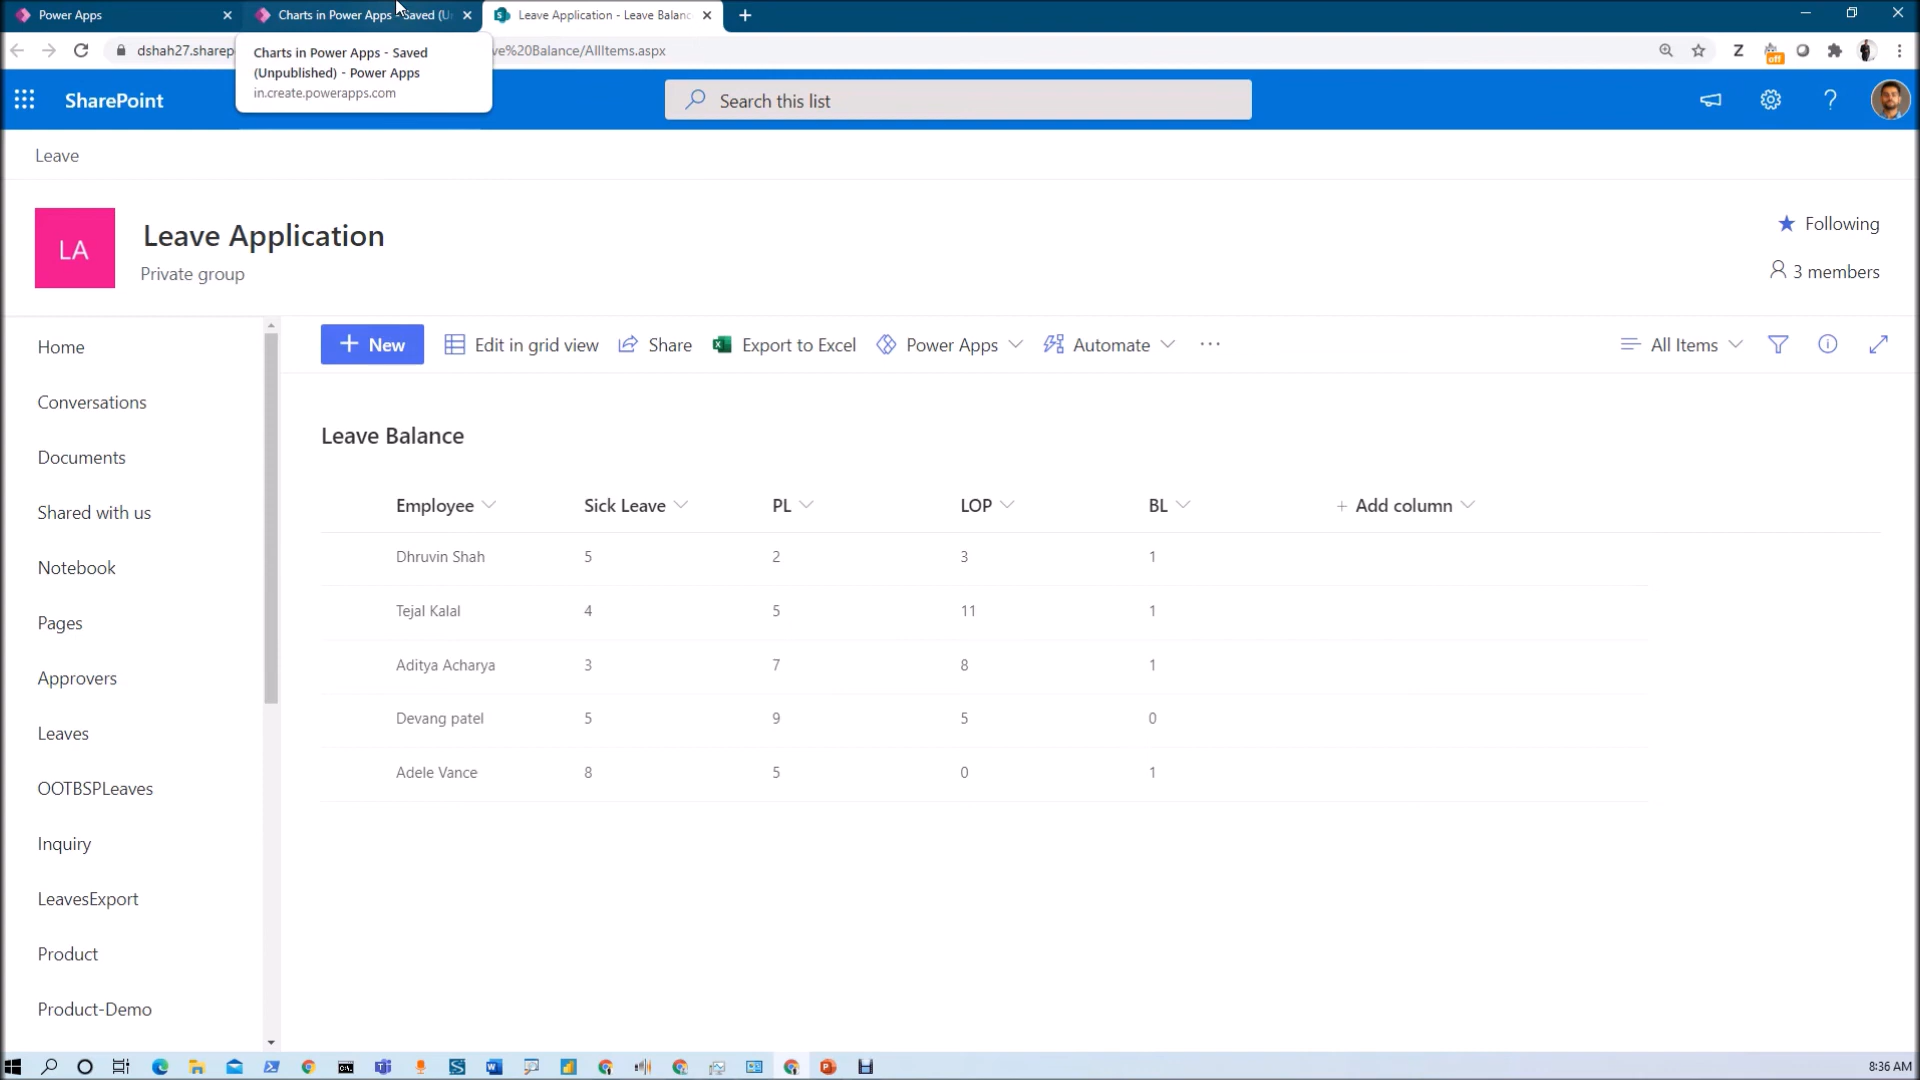 Power Apps
Charts in Power Apps - Saved (U
Leave Application - Leave Balanc
dshah27.sharep
ve%20Balance/AllItems.aspx
Z
off
Charts in Power Apps - Saved
(Unpublished) - Power Apps
in.create.powerapps.com
SharePoint
Search this list
?
Leave
LA
Leave Application
Private group
Following
3 members
New
Edit in grid view
Share
Export to Excel
Power Apps
Automate
...
All Items
Home
Conversations
Documents
Shared with us
Notebook
Pages
Approvers
Leaves
OOTBSPLeaves
Inquiry
LeavesExport
Product
Product-Demo
Leave Balance
Employee Sick Leave PL LOP BL + Add column
Dhruvin Shah 5 2 3 1
Tejal Kalal 4 5 11 1
Aditya Acharya 3 7 8 1
Devang patel 5 9 5 0
Adele Vance 8 5 0 1
8:36 AM